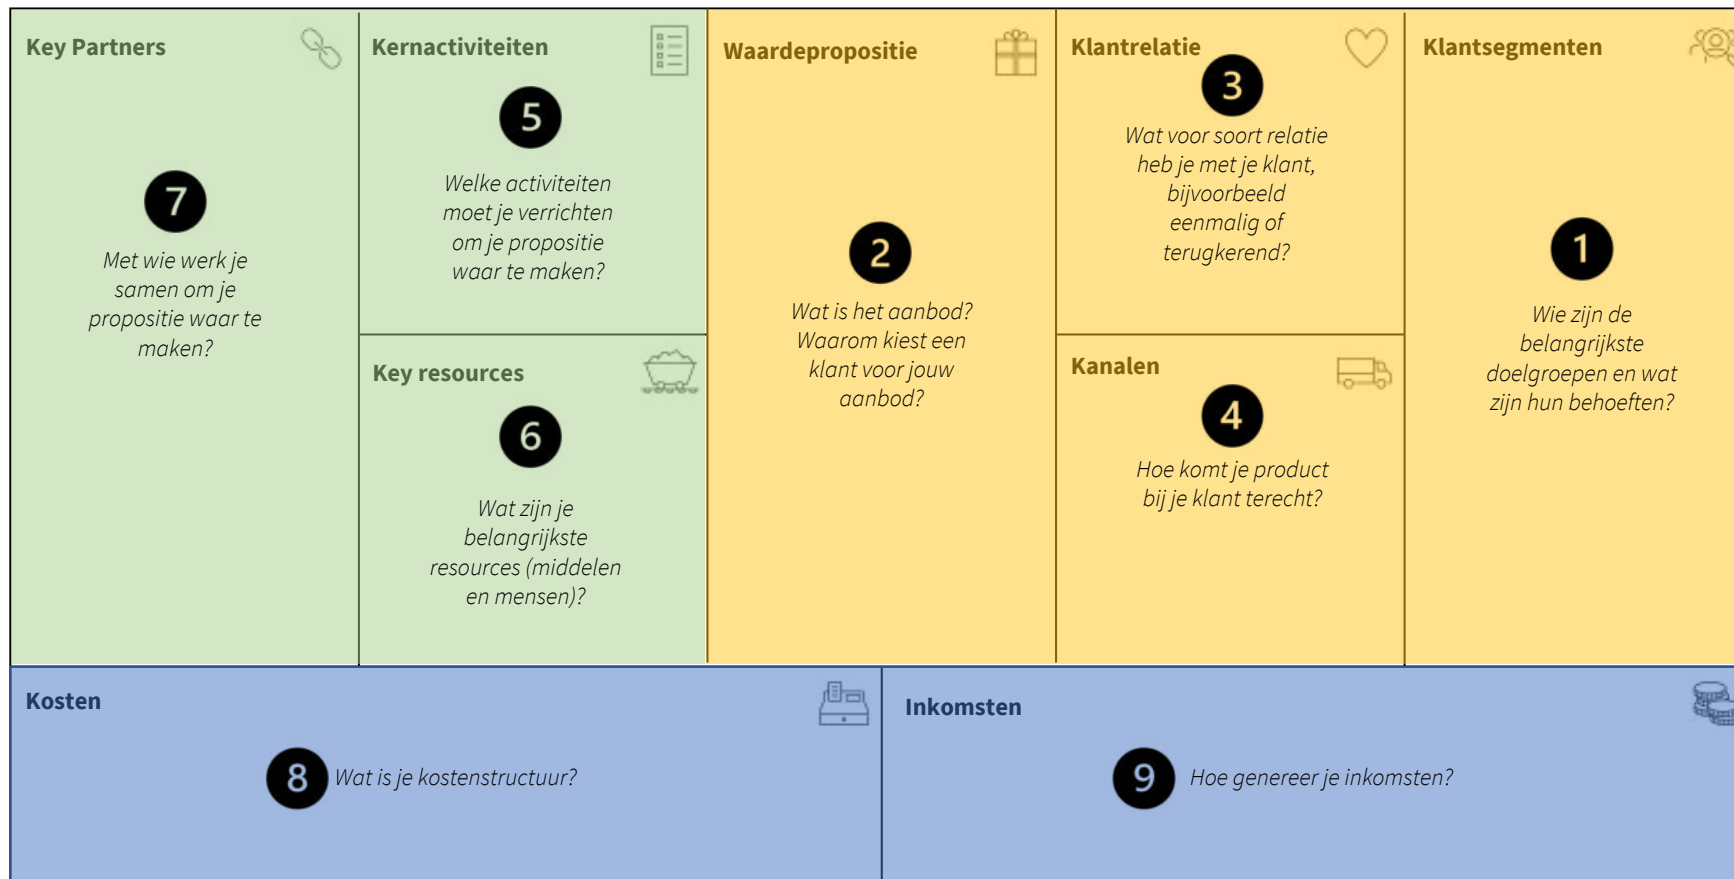 Key Partners
7
Met wie werk je
samen om je
propositie waar te
maken?
Kernactiviteiten
5
Welke activiteiten
moet je verrichten
om je propositie
waar te maken?
Key resources
6
Wat zijn je
belangrijkste
resources (middelen
en mensen)?
Waardepropositie
2
Wat is het aanbod?
Waarom kiest een
klant voor jouw
aanbod?
Klantrelatie
3
Wat voor soort relatie
heb je met je klant,
bijvoorbeeld
eenmalig of
terugkerend?
Kanalen
4
Hoe komt je product
bij je klant terecht?
Klantsegmenten
1
Wie zijn de
belangrijkste
doelgroepen en wat
zijn hun behoeften?
Kosten
8 Wat is je kostenstructuur?
Inkomsten
9 Hoe genereer je inkomsten?